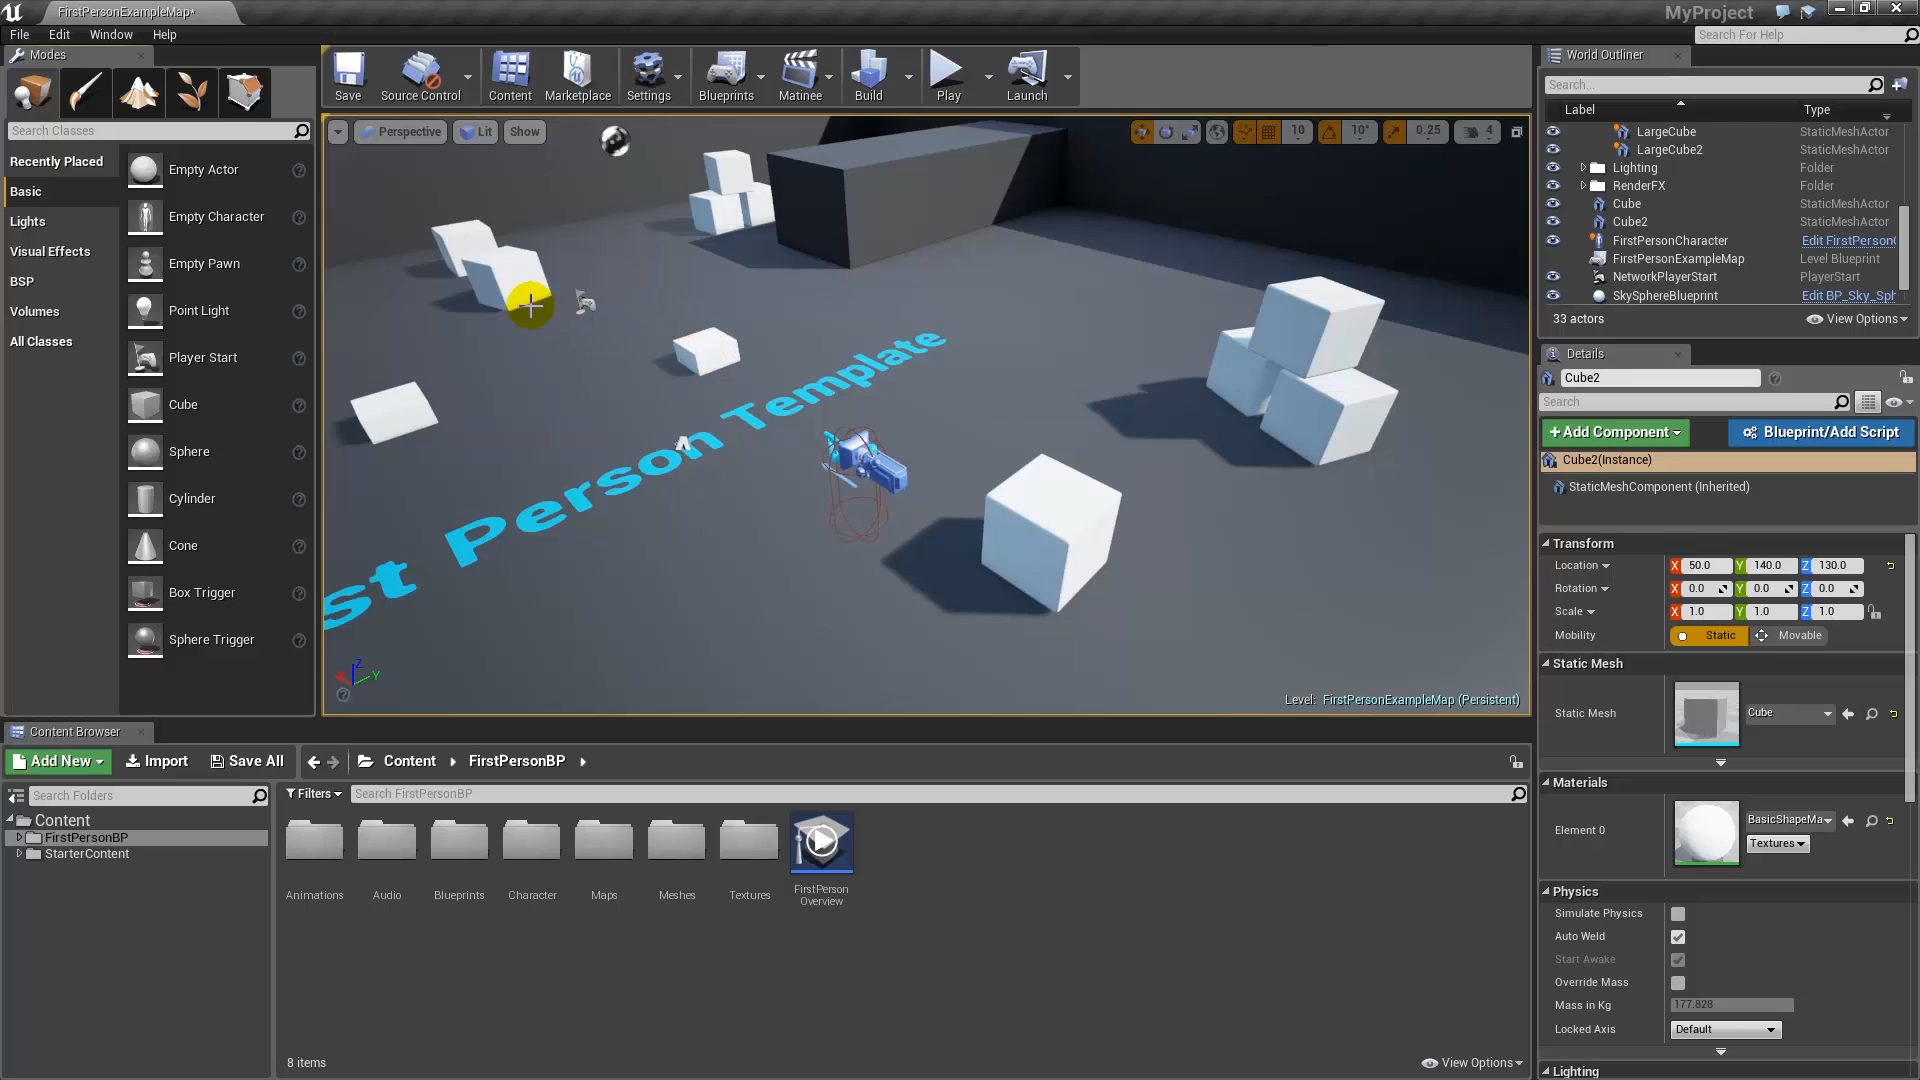 FirstPersonExampleMap*
MyProject
File Edit Window Help
Search For Help
Modes
Save
Source Control
Content
Marketplace
Settings
Blueprints
Matinee
Build
Play
Launch
Search Classes
Recently Placed
Basic
Lights
Visual Effects
BSP
Volumes
All Classes
Empty Actor
Empty Character
Empty Pawn
Point Light
Player Start
Cube
Sphere
Cylinder
Cone
Box Trigger
Sphere Trigger
Perspective
Lit
Show
10
10°
0.25
4
st Person Template
Z
Y
Level: FirstPersonExampleMap (Persistent)
World Outliner
Search...
Label Type
LargeCube StaticMeshActor
LargeCube2 StaticMeshActor
Lighting Folder
RenderFX Folder
Cube StaticMeshActor
Cube2 StaticMeshActor
FirstPersonCharacter Edit FirstPerson
FirstPersonExampleMap Level Blueprint
NetworkPlayerStart PlayerStart
SkySphereBlueprint Edit BP_Sky_Sph
33 actors
View Options
Details
Cube2
Search
+Add Component
Blueprint/Add Script
Cube2(Instance)
StaticMeshComponent (Inherited)
Transform
Location X 50.0 Y 140.0 Z 130.0
Rotation X 0.0 Y 0.0 Z 0.0
Scale X 1.0 Y 1.0 Z 1.0
Mobility Static Movable
Static Mesh
Static Mesh Cube
Materials
Element 0 BasicShapeMa
Textures
Physics
Simulate Physics
Auto Weld
Start Awake
Override Mass
Mass in Kg 177.828
Locked Axis Default
Lighting
Content Browser
Add New
Import
Save All
Content
FirstPersonBP
Search Folders
Filters
Search FirstPersonBP
Content
FirstPersonBP
StarterContent
Animations
Audio
Blueprints
Character
Maps
Meshes
Textures
FirstPerson
Overview
8 items
View Options